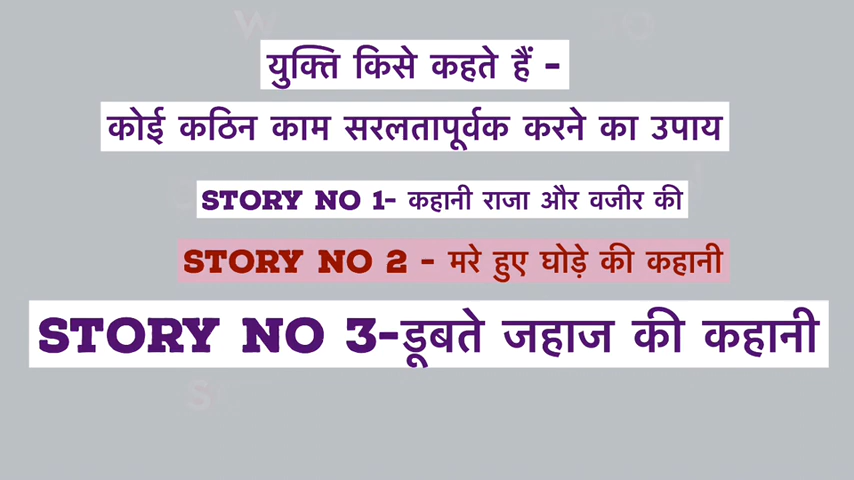 युक्ति किसे कहते हैं -
कोई कठिन काम सरलतापूर्वक करने का उपाय
STORY NO 1- कहानी राजा और वजीर की
STORY NO 2 - मरे हुए घोड़े की कहानी
STORY NO 3-डूबते जहाज की कहानी